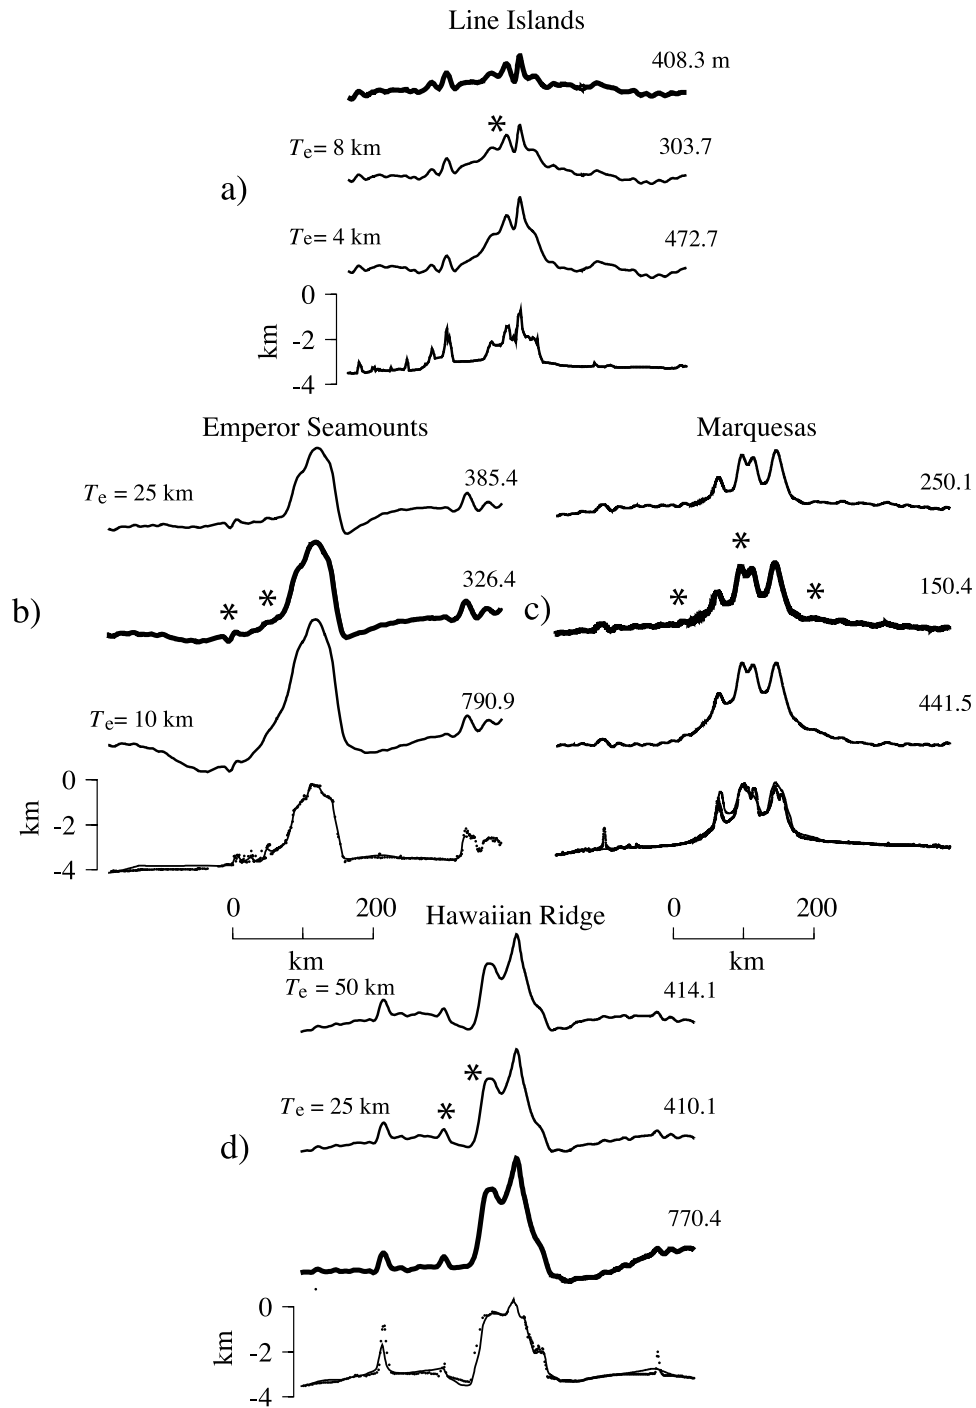 Line Islands
408.3 m
*
Te= 8 km
303.7
a)
Te= 4 km
472.7
0
-2
-4
km
Emperor Seamounts
Marquesas
Te = 25 km
385.4
250.1
*
b)
* *
326.4
c)
* *
150.4
Te= 10 km
790.9
441.5
0
-2
-4
km
0 200
km
Hawaiian Ridge
0 200
km
Te = 50 km
414.1
*
Te = 25 km
*
410.1
d)
770.4
0
-2
-4
km